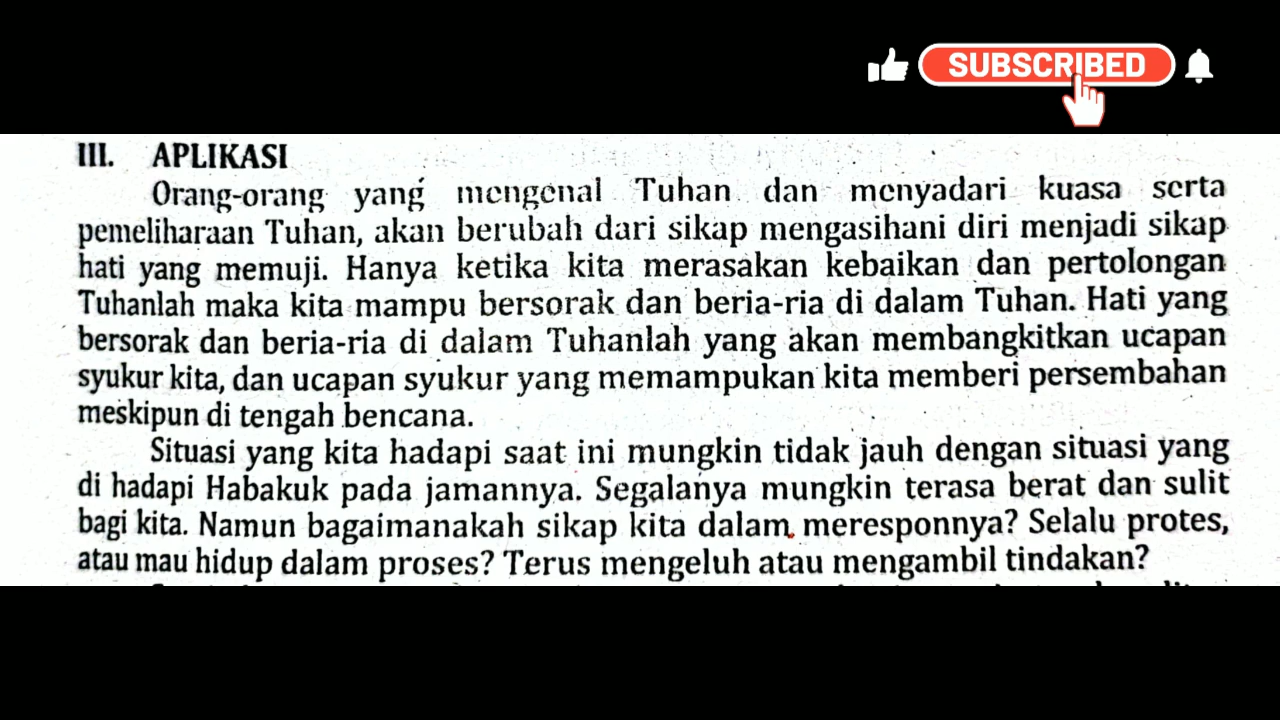 SUBSCRIBED
III. APLIKASI
Orang-orang yang mengenal Tuhan dan menyadari kuasa serta
pemeliharaan Tuhan, akan berubah dari sikap mengasihani diri menjadi sikap
hati yang memuji. Hanya ketika kita merasakan kebaikan dan pertolongan
Tuhanlah maka kita mampu bersorak dan beria-ria di dalam Tuhan. Hati yang
bersorak dan beria-ria di dalam Tuhanlah yang akan membangkitkan ucapan
syukur kita, dan ucapan syukur yang memampukan kita memberi persembahan
meskipun di tengah bencana.
Situasi yang kita hadapi saat ini mungkin tidak jauh dengan situasi yang
di hadapi Habakuk pada jamannya. Segalanya mungkin terasa berat dan sulit
bagi kita. Namun bagaimanakah sikap kita dalam meresponnya? Selalu protes,
atau mau hidup dalam proses? Terus mengeluh atau mengambil tindakan?